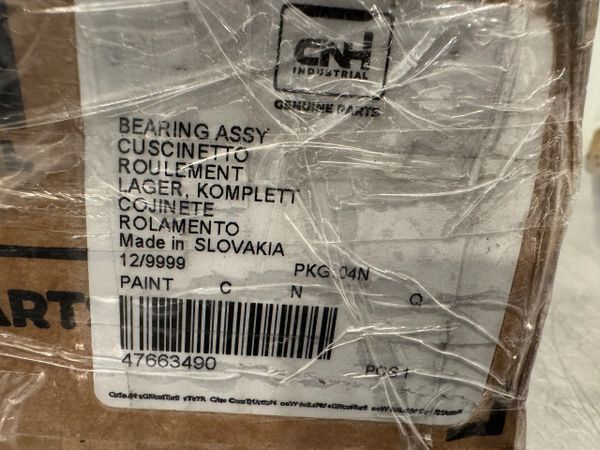 CNH
INDUSTRIAL
GENUINE PARTS
BEARING ASSY
CUSCINETTO
ROULEMENT
LAGER, KOMPLETT
COJINETE
ROLAMENTO
Made in SLOVAKIA
12/9999 PKG 04N
PAINT C N Q
47663490 PCS 1